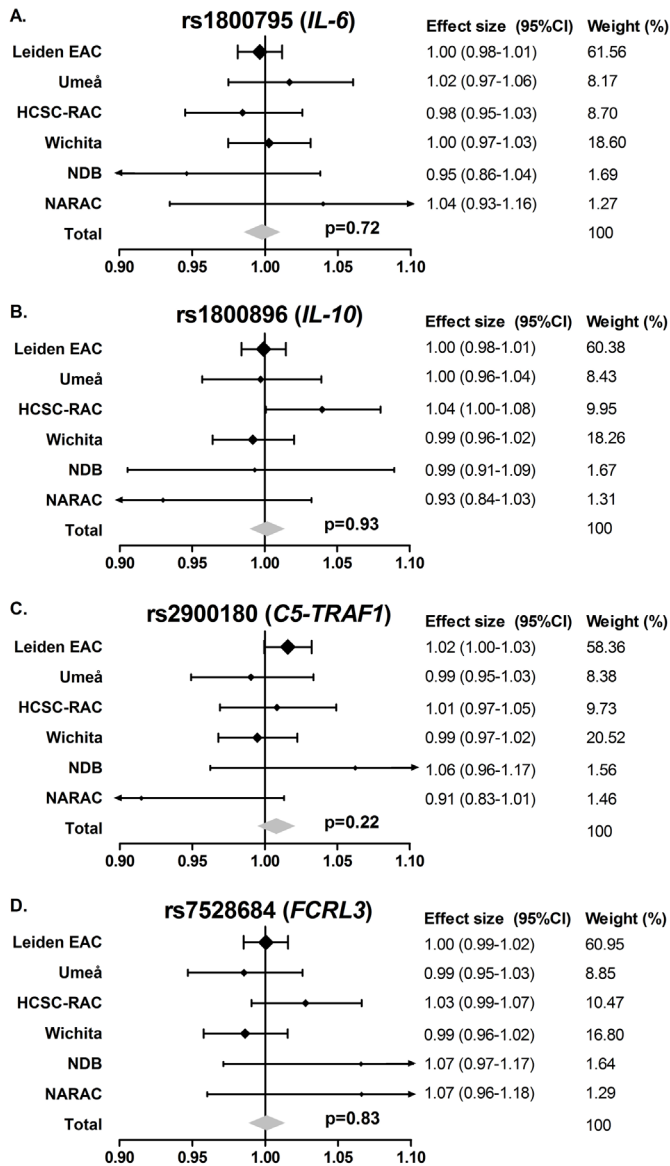 A.
rs1800795 (IL-6)
Effect size (95%CI) Weight (%)
Leiden EAC 1.00 (0.98-1.01) 61.56
Umeå 1.02 (0.97-1.06) 8.17
HCSC-RAC 0.98 (0.95-1.03) 8.70
Wichita 1.00 (0.97-1.03) 18.60
NDB 0.95 (0.86-1.04) 1.69
NARAC 1.04 (0.93-1.16) 1.27
Total p=0.72 100
0.90 0.95 1.00 1.05 1.10
B.
rs1800896 (IL-10)
Effect size (95%CI) Weight (%)
Leiden EAC 1.00 (0.98-1.01) 60.38
Umeå 1.00 (0.96-1.04) 8.43
HCSC-RAC 1.04 (1.00-1.08) 9.95
Wichita 0.99 (0.96-1.02) 18.26
NDB 0.99 (0.91-1.09) 1.67
NARAC 0.93 (0.84-1.03) 1.31
Total p=0.93 100
0.90 0.95 1.00 1.05 1.10
C.
rs2900180 (C5-TRAF1)
Effect size (95%CI) Weight (%)
Leiden EAC 1.02 (1.00-1.03) 58.36
Umeå 0.99 (0.95-1.03) 8.38
HCSC-RAC 1.01 (0.97-1.05) 9.73
Wichita 0.99 (0.97-1.02) 20.52
NDB 1.06 (0.96-1.17) 1.56
NARAC 0.91 (0.83-1.01) 1.46
Total p=0.22 100
0.90 0.95 1.00 1.05 1.10
D.
rs7528684 (FCRL3)
Effect size (95%CI) Weight (%)
Leiden EAC 1.00 (0.99-1.02) 60.95
Umeå 0.99 (0.95-1.03) 8.85
HCSC-RAC 1.03 (0.99-1.07) 10.47
Wichita 0.99 (0.96-1.02) 16.80
NDB 1.07 (0.97-1.17) 1.64
NARAC 1.07 (0.96-1.18) 1.29
Total p=0.83 100
0.90 0.95 1.00 1.05 1.10